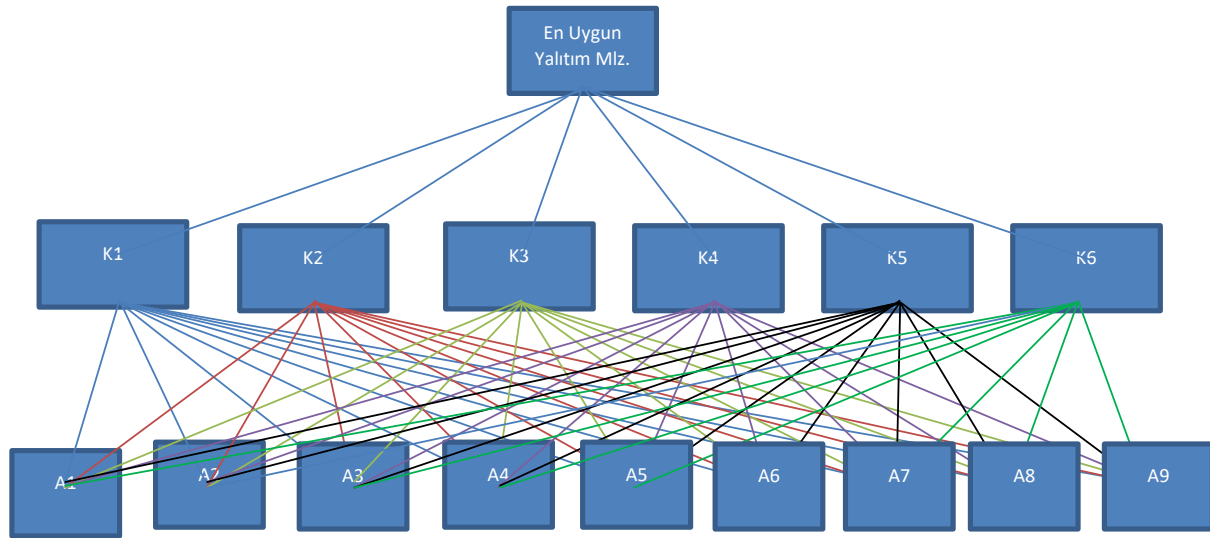 En Uygun
Yalıtım Mlz.
K1
K2
K3
K4
K5
K6
A1
A2
A3
A4
A5
A6
A7
A8
A9